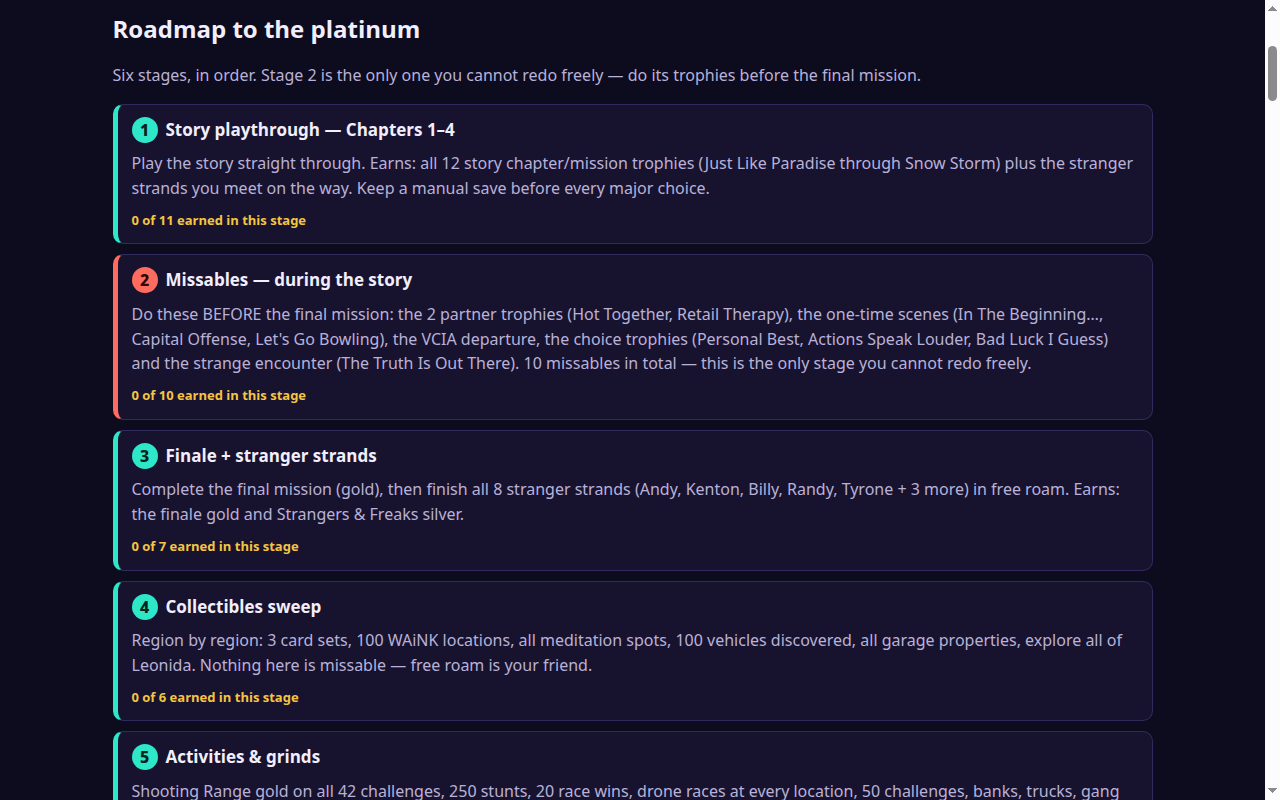 Roadmap to the platinum
Six stages, in order. Stage 2 is the only one you cannot redo freely — do its trophies before the final mission.
1 Story playthrough — Chapters 1–4
Play the story straight through. Earns: all 12 story chapter/mission trophies (Just Like Paradise through Snow Storm) plus the stranger
strands you meet on the way. Keep a manual save before every major choice.
0 of 11 earned in this stage
2 Missables — during the story
Do these BEFORE the final mission: the 2 partner trophies (Hot Together, Retail Therapy), the one-time scenes (In The Beginning...,
Capital Offense, Let's Go Bowling), the VCIA departure, the choice trophies (Personal Best, Actions Speak Louder, Bad Luck I Guess)
and the strange encounter (The Truth Is Out There). 10 missables in total — this is the only stage you cannot redo freely.
0 of 10 earned in this stage
3 Finale + stranger strands
Complete the final mission (gold), then finish all 8 stranger strands (Andy, Kenton, Billy, Randy, Tyrone + 3 more) in free roam. Earns:
the finale gold and Strangers & Freaks silver.
0 of 7 earned in this stage
4 Collectibles sweep
Region by region: 3 card sets, 100 WAiNK locations, all meditation spots, 100 vehicles discovered, all garage properties, explore all of
Leonida. Nothing here is missable — free roam is your friend.
0 of 6 earned in this stage
5 Activities & grinds
Shooting Range gold on all 42 challenges, 250 stunts, 20 race wins, drone races at every location, 50 challenges, banks, trucks, gang